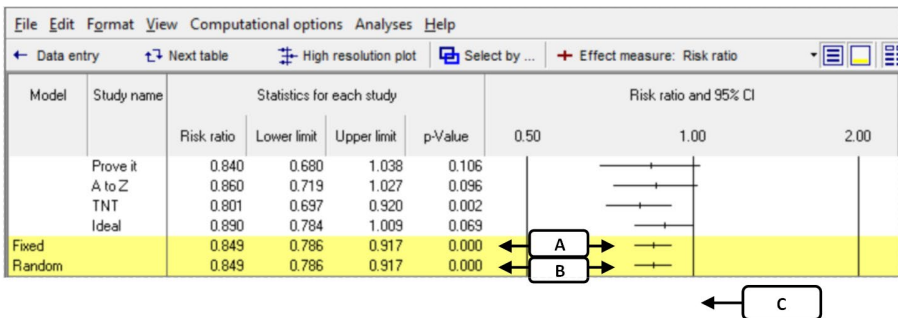 File Edit Format View Computational options Analyses Help
← Data entry Next table High resolution plot Select by ... + Effect measure: Risk ratio
Model Study name Statistics for each study Risk ratio and 95% CI
Risk ratio Lower limit Upper limit p-Value 0.50 1.00 2.00
Prove it 0.840 0.680 1.038 0.106
A to Z 0.860 0.719 1.027 0.096
TNT 0.801 0.697 0.920 0.002
Ideal 0.890 0.784 1.009 0.069
Fixed 0.849 0.786 0.917 0.000 A
Random 0.849 0.786 0.917 0.000 B
C